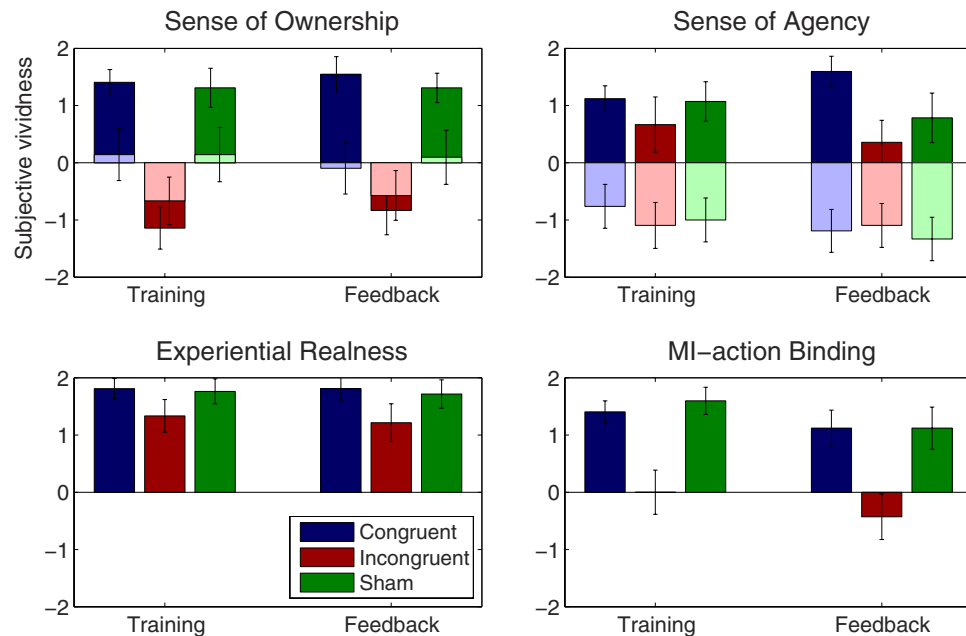 Sense of Ownership
Sense of Agency
Subjective vividness
2
1
0
−1
−2
Training
Feedback
2
1
0
−1
−2
Training
Feedback
Experiential Realness
MI−action Binding
2
1
0
−1
−2
Training
Feedback
Congruent
Incongruent
Sham
2
1
0
−1
−2
Training
Feedback